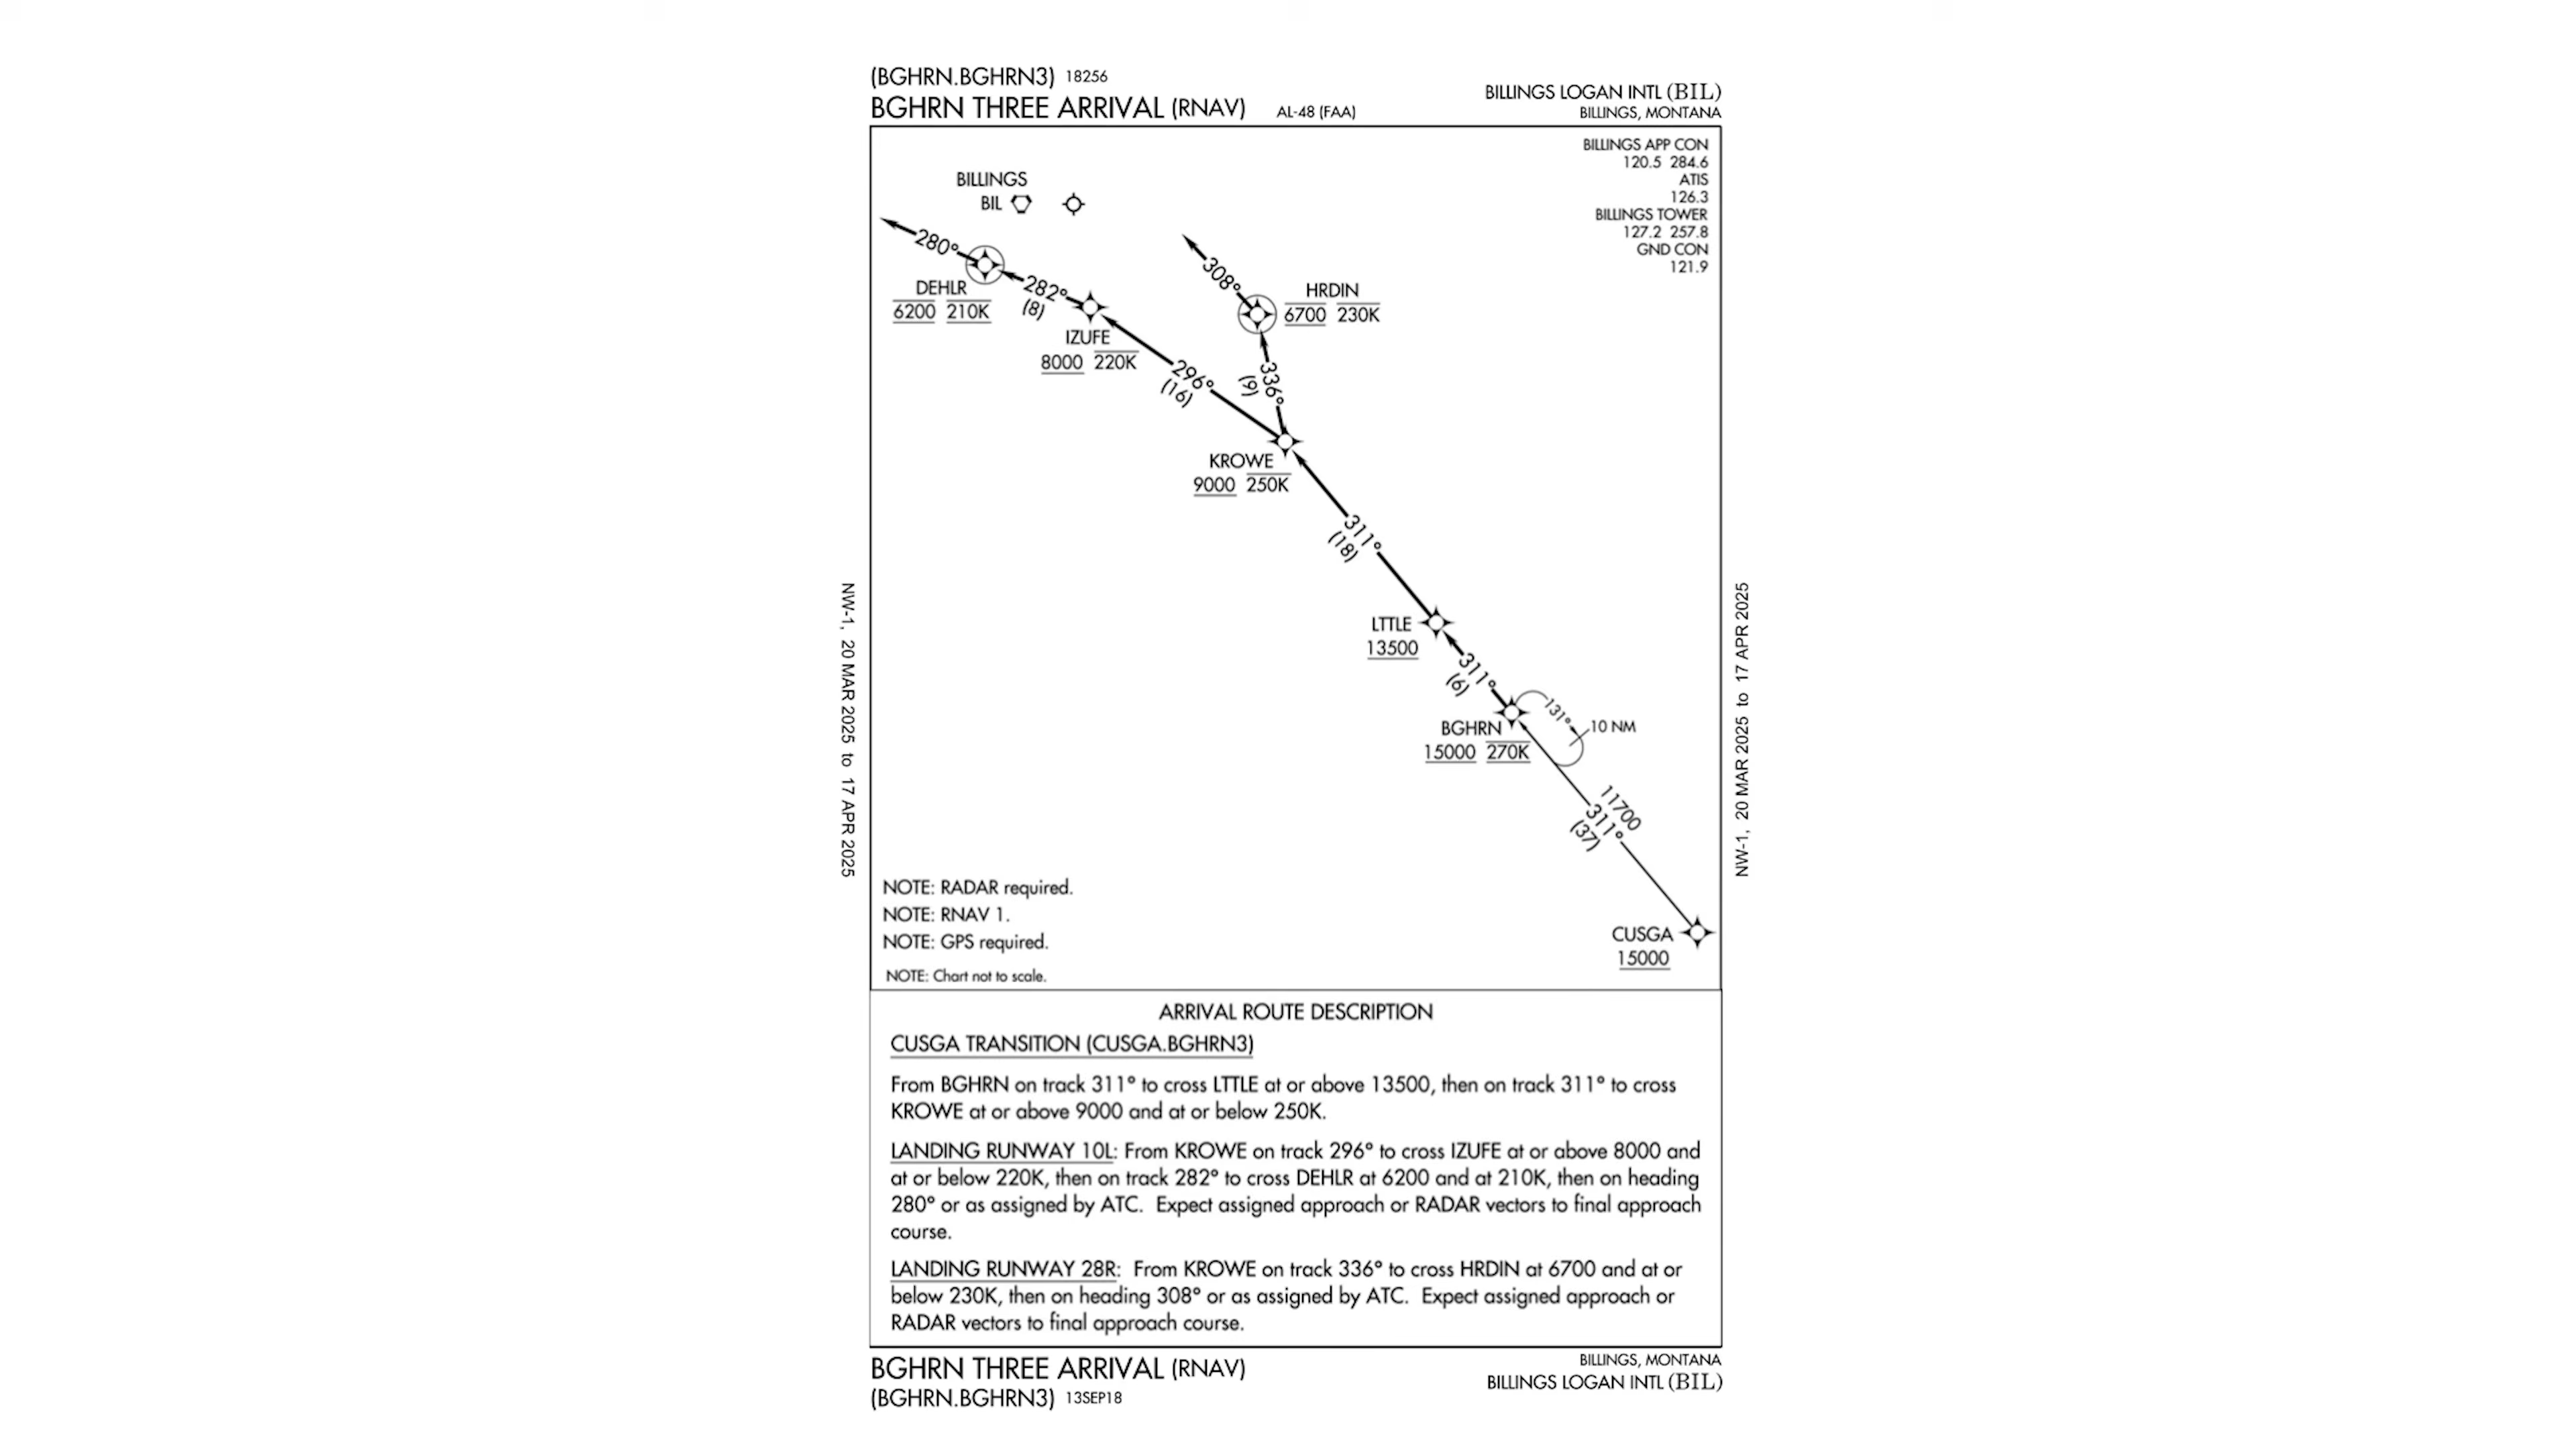 (BGHRN.BGHRN3) 18256
BGHRN THREE ARRIVAL (RNAV) AL-48 (FAA)
BILLINGS LOGAN INTL (BIL)
BILLINGS, MONTANA
BILLINGS APP CON
120.5 284.6
ATIS
126.3
BILLINGS TOWER
127.2 257.8
GND CON
121.9
BILLINGS
BIL
280°
DEHLR
6200 210K
282°
(8)
IZUFE
8000 220K
308°
HRDIN
6700 230K
296°
(16)
336°
(9)
KROWE
9000 250K
311°
(18)
LTTLE
13500
311°
(6)
BGHRN
15000 270K
131°
10 NM
11700
311°
(37)
CUSGA
15000
NW-1, 20 MAR 2025 to 17 APR 2025
NW-1, 20 MAR 2025 to 17 APR 2025
NOTE: RADAR required.
NOTE: RNAV 1.
NOTE: GPS required.
NOTE: Chart not to scale.
ARRIVAL ROUTE DESCRIPTION
CUSGA TRANSITION (CUSGA.BGHRN3)
From BGHRN on track 311° to cross LTTLE at or above 13500, then on track 311° to cross
KROWE at or above 9000 and at or below 250K.
LANDING RUNWAY 10L: From KROWE on track 296° to cross IZUFE at or above 8000 and
at or below 220K, then on track 282° to cross DEHLR at 6200 and at 210K, then on heading
280° or as assigned by ATC. Expect assigned approach or RADAR vectors to final approach
course.
LANDING RUNWAY 28R: From KROWE on track 336° to cross HRDIN at 6700 and at or
below 230K, then on heading 308° or as assigned by ATC. Expect assigned approach or
RADAR vectors to final approach course.
BGHRN THREE ARRIVAL (RNAV)
(BGHRN.BGHRN3) 13SEP18
BILLINGS, MONTANA
BILLINGS LOGAN INTL (BIL)